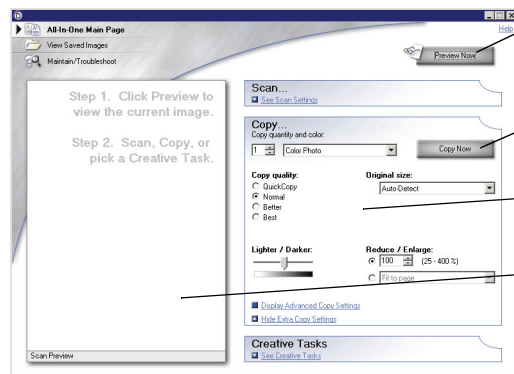 All-In-One Main Page
Help
View Saved Images
Maintain/Troubleshoot
Preview Now
Step 1. Click Preview to
view the current image.
Step 2. Scan, Copy, or
pick a Creative Task.
Scan Preview
Scan...
See Scan Settings
Copy...
Copy quantity and color:
1
Color Photo
Copy Now
Copy quality:
QuickCopy
Normal
Better
Best
Original size:
Auto-Detect
Lighter / Darker:
Reduce / Enlarge:
100
(25 - 400 %)
Fit to page
Display Advanced Copy Settings
Hide Extra Copy Settings
Creative Tasks
See Creative Tasks